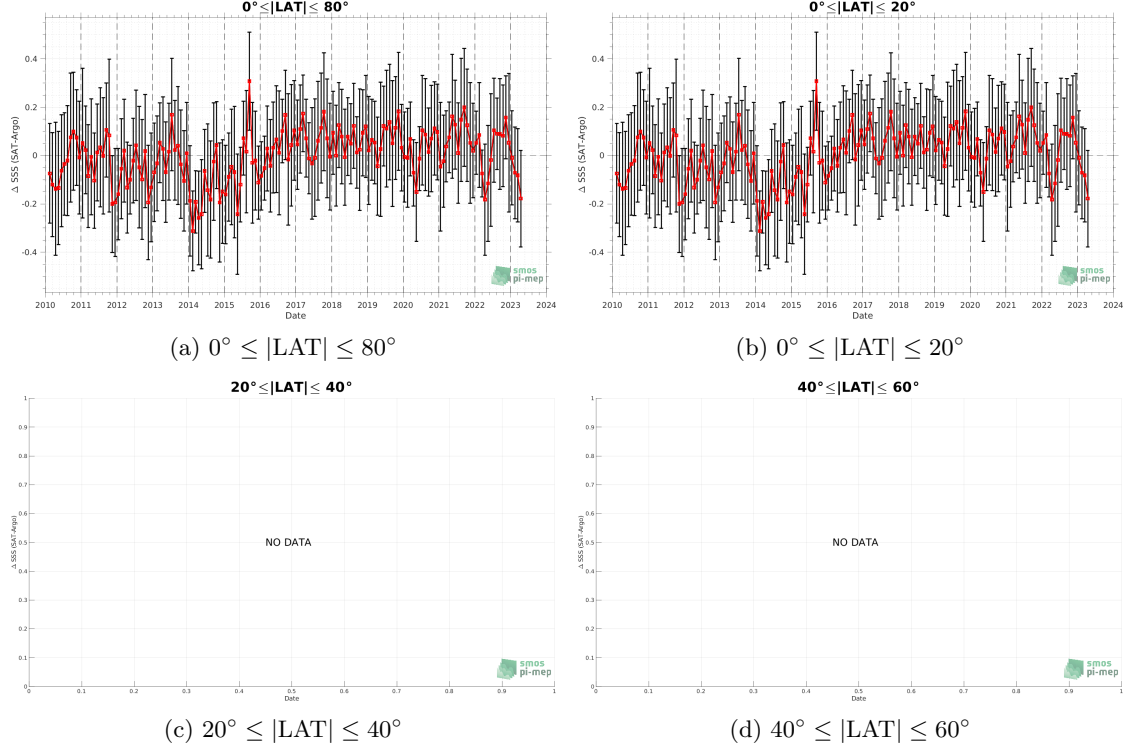 0°≤|LAT|≤ 80°
Δ SSS (SAT-Argo)
0.4
0.2
0
-0.2
-0.4
2010 2011 2012 2013 2014 2015 2016 2017 2018 2019 2020 2021 2022 2023 2024
Date
smos
pi-mep
(a) 0° ≤ |LAT| ≤ 80°
0°≤|LAT|≤ 20°
Δ SSS (SAT-Argo)
0.4
0.2
0
-0.2
-0.4
2010 2011 2012 2013 2014 2015 2016 2017 2018 2019 2020 2021 2022 2023 2024
Date
smos
pi-mep
(b) 0° ≤ |LAT| ≤ 20°
20°≤|LAT|≤ 40°
Δ SSS (SAT-Argo)
1
0.9
0.8
0.7
0.6
0.5
0.4
0.3
0.2
0.1
0
NO DATA
0 0.1 0.2 0.3 0.4 0.5 0.6 0.7 0.8 0.9 1
Date
smos
pi-mep
(c) 20° ≤ |LAT| ≤ 40°
40°≤|LAT|≤ 60°
Δ SSS (SAT-Argo)
1
0.9
0.8
0.7
0.6
0.5
0.4
0.3
0.2
0.1
0
NO DATA
0 0.1 0.2 0.3 0.4 0.5 0.6 0.7 0.8 0.9 1
Date
smos
pi-mep
(d) 40° ≤ |LAT| ≤ 60°